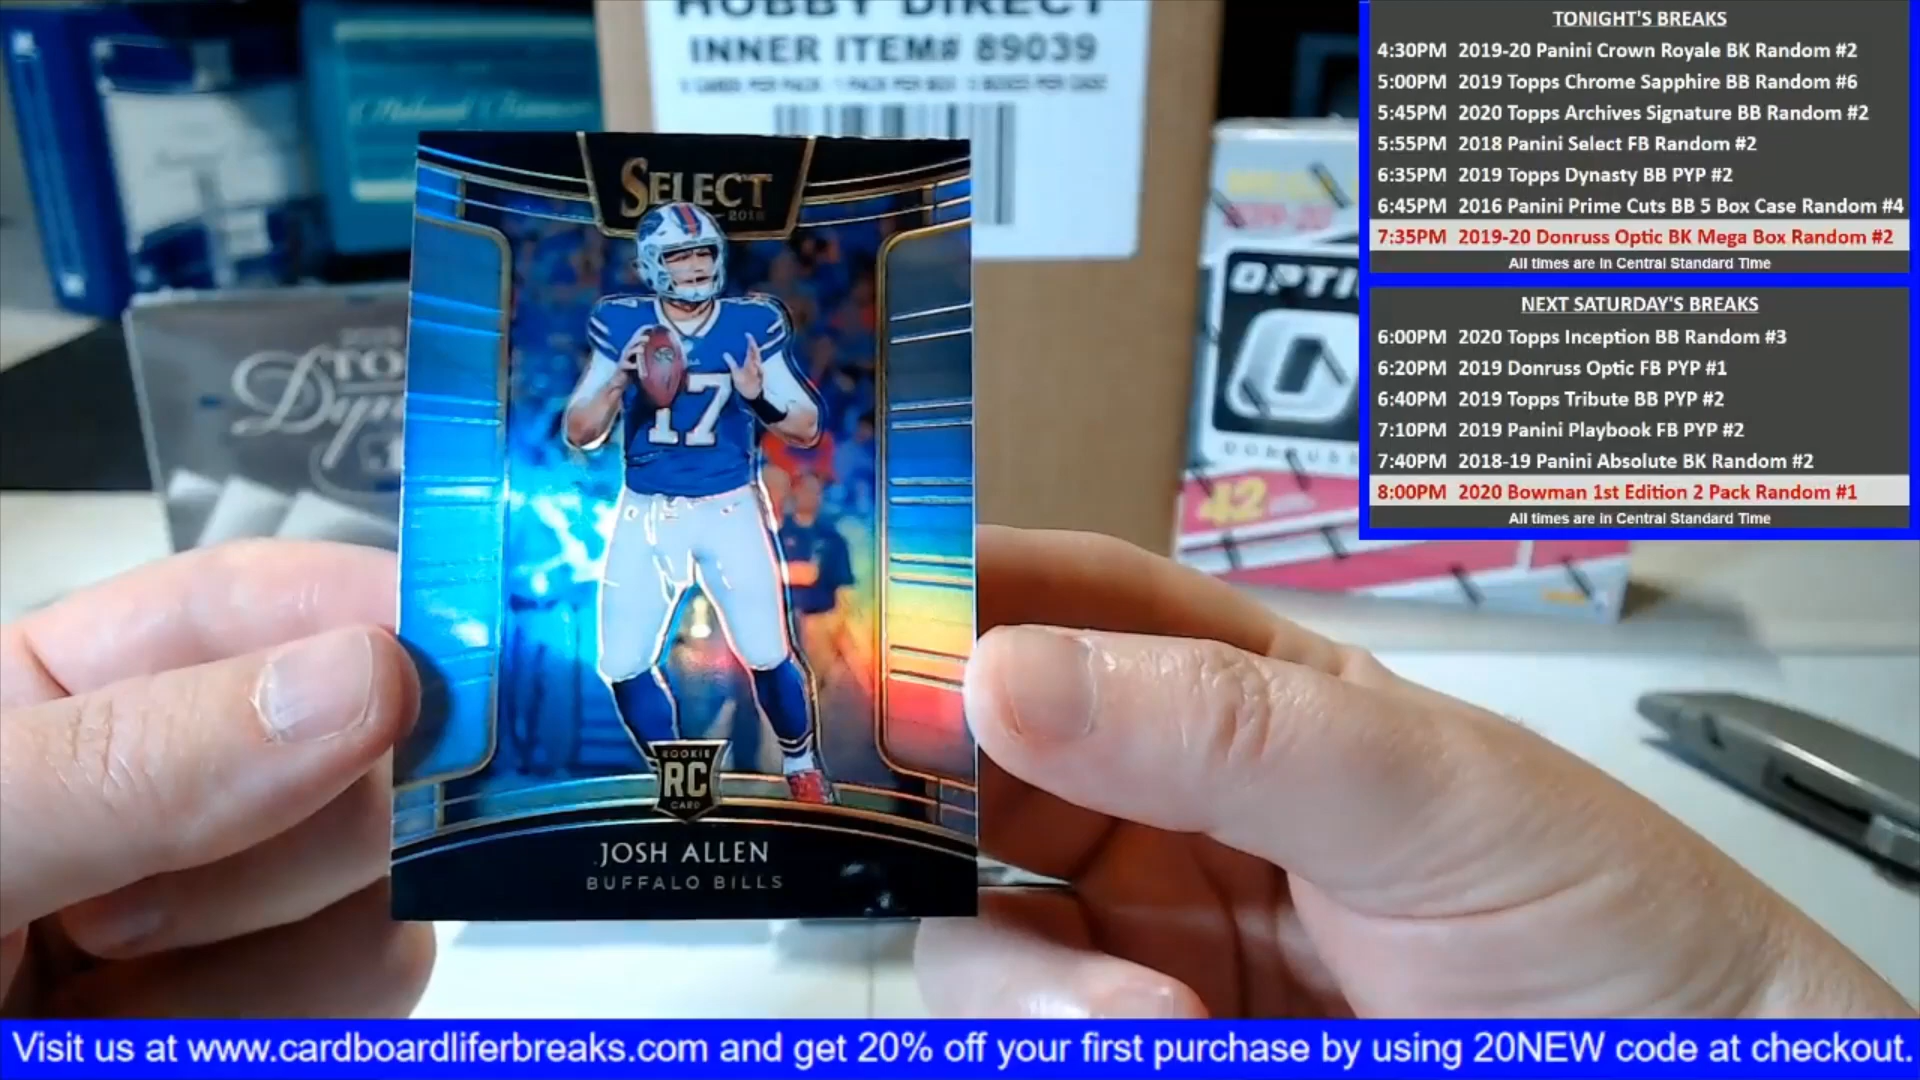 HOBBY DIRECT
INNER ITEM# 89039
SELECT
2018
17
ROOKIE
RC
CARD
JOSH ALLEN
BUFFALO BILLS
OPTI
42
TONIGHT'S BREAKS
4:30PM 2019-20 Panini Crown Royale BK Random #2
5:00PM 2019 Topps Chrome Sapphire BB Random #6
5:45PM 2020 Topps Archives Signature BB Random #2
5:55PM 2018 Panini Select FB Random #2
6:35PM 2019 Topps Dynasty BB PYP #2
6:45PM 2016 Panini Prime Cuts BB 5 Box Case Random #4
7:35PM 2019-20 Donruss Optic BK Mega Box Random #2
All times are in Central Standard Time
NEXT SATURDAY'S BREAKS
6:00PM 2020 Topps Inception BB Random #3
6:20PM 2019 Donruss Optic FB PYP #1
6:40PM 2019 Topps Tribute BB PYP #2
7:10PM 2019 Panini Playbook FB PYP #2
7:40PM 2018-19 Panini Absolute BK Random #2
8:00PM 2020 Bowman 1st Edition 2 Pack Random #1
All times are in Central Standard Time
Visit us at www.cardboardliferbreaks.com and get 20% off your first purchase by using 20NEW code at checkout.